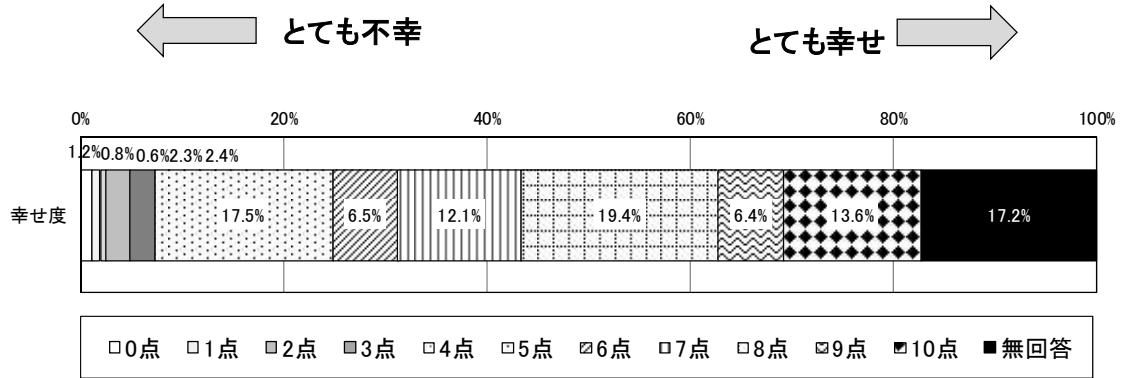 とても不幸
とても幸せ
0% 20% 40% 60% 80% 100%
1.2% 0.8% 0.6% 2.3% 2.4%
幸せ度 17.5% 6.5% 12.1% 19.4% 6.4% 13.6% 17.2%
0点 1点 2点 3点 4点 5点 6点 7点 8点 9点 10点 無回答